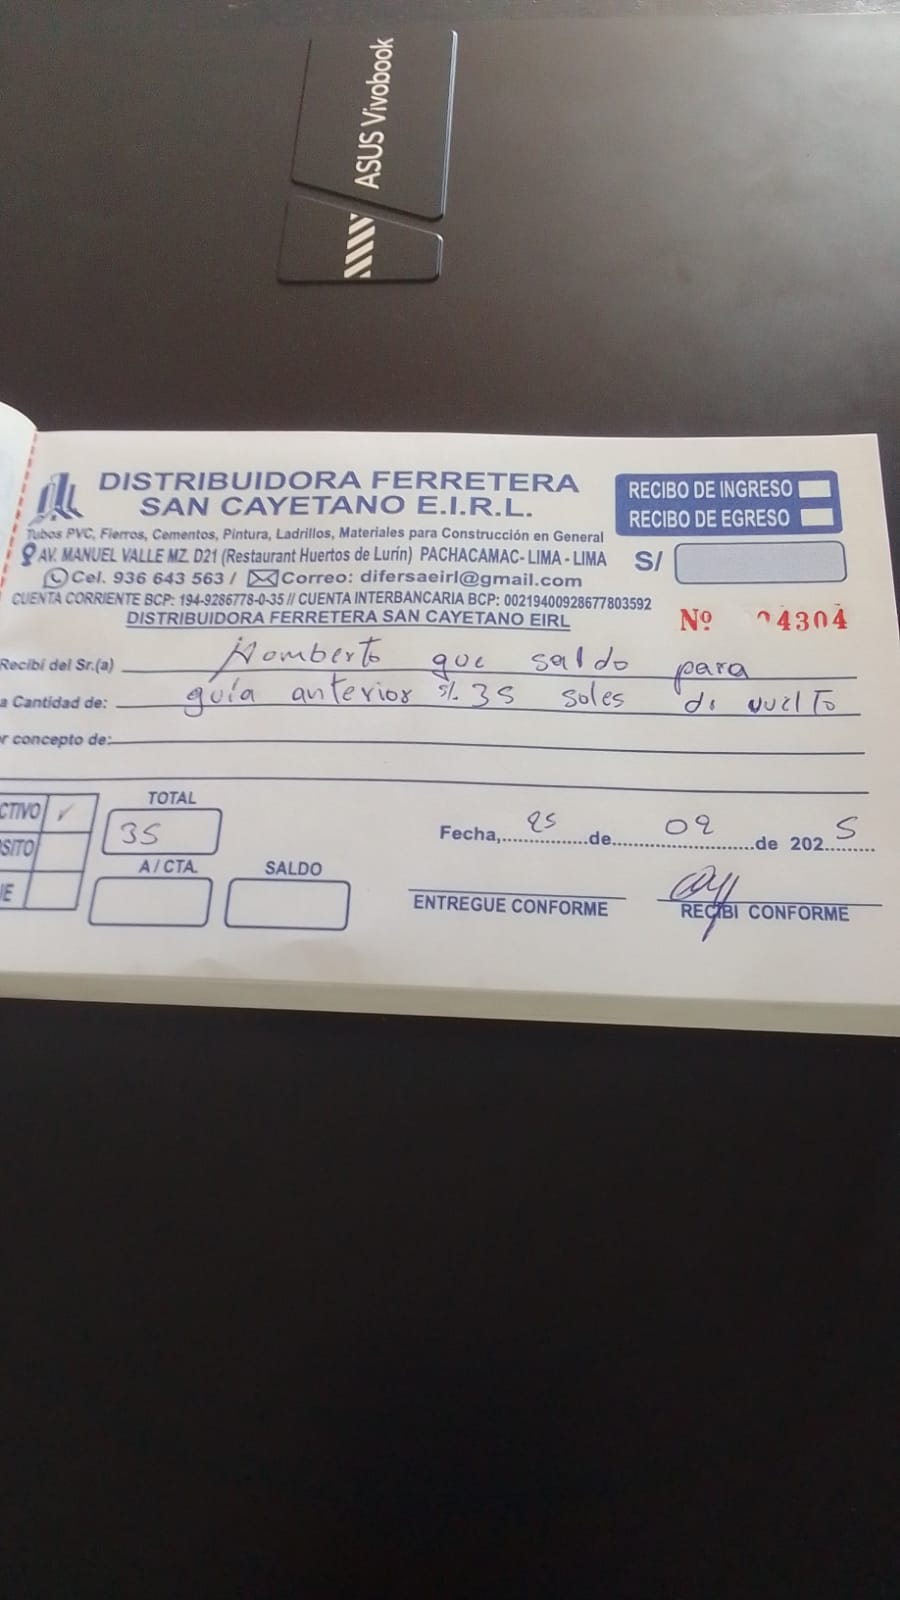 ASUS Vivobook
DISTRIBUIDORA FERRETERA
SAN CAYETANO E.I.R.L.
Tubos PVC, Fierros, Cementos, Pintura, Ladrillos, Materiales para Construcción en General
AV. MANUEL VALLE MZ. D21 (Restaurant Huertos de Lurín) PACHACAMAC- LIMA - LIMA
Cel. 936 643 563 / Correo: difersaeirl@gmail.com
CUENTA CORRIENTE BCP: 194-9286778-0-35 // CUENTA INTERBANCARIA BCP: 00219400928677803592
DISTRIBUIDORA FERRETERA SAN CAYETANO EIRL
RECIBO DE INGRESO
RECIBO DE EGRESO
S/
Nº 4304
Recibí del Sr.(a) Homberto que saldo para
a Cantidad de: guía anterior s/. 35 soles di vuelto
r concepto de:
CTIVO ✓
SITO
UE
TOTAL
35
A / CTA.
SALDO
Fecha, 25 de 09 de 2025
ENTREGUE CONFORME
RECIBI CONFORME